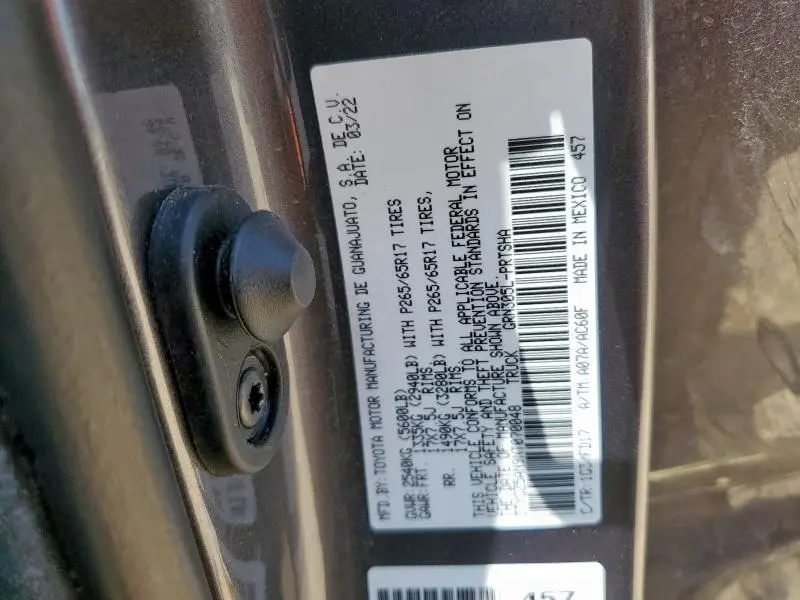 MFD.BY:TOYOTA MOTOR MANUFACTURING DE GUANAJUATO, S.A. DE C.V.
DATE: 03/22
GVWR:2540KG (5600LB)
GAWR:FRT. 1335KG (2940LB) WITH P265/65R17 TIRES
17X7.5J RIMS,
RR. 1490KG (3280LB) WITH P265/65R17 TIRES,
17X7.5J RIMS,
THIS VEHICLE CONFORMS TO ALL APPLICABLE FEDERAL MOTOR
VEHICLE SAFETY AND THEFT PREVENTION STANDARDS IN EFFECT ON
THE DATE OF MANUFACTURE SHOWN ABOVE.
TRUCK GRN305L-PRTSHA
C/TR:1G3/FD17 A/TM A07A/AC60F MADE IN MEXICO 457
457